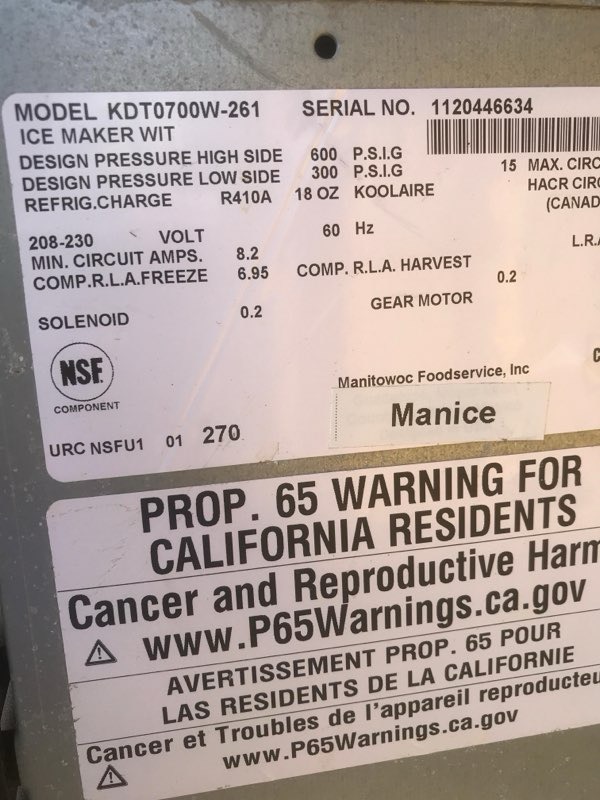 MODEL KDT0700W-261 SERIAL NO. 1120446634
ICE MAKER WIT
DESIGN PRESSURE HIGH SIDE 600 P.S.I.G 15 MAX. CIRC
DESIGN PRESSURE LOW SIDE 300 P.S.I.G HACR CIRC
REFRIG.CHARGE R410A 18 OZ KOOLAIRE (CANAD
208-230 VOLT 60 Hz L.R.A
MIN. CIRCUIT AMPS. 8.2
COMP.R.L.A.FREEZE 6.95 COMP. R.L.A. HARVEST
SOLENOID 0.2 GEAR MOTOR 0.2
NSF.
COMPONENT
Manitowoc Foodservice, Inc
Manice
URC NSFU1 01 270
PROP. 65 WARNING FOR
CALIFORNIA RESIDENTS
Cancer and Reproductive Harm
www.P65Warnings.ca.gov
AVERTISSEMENT PROP. 65 POUR
LAS RESIDENTS DE LA CALIFORNIE
Cancer et Troubles de l'appareil reproducteu
www.P65Warnings.ca.gov